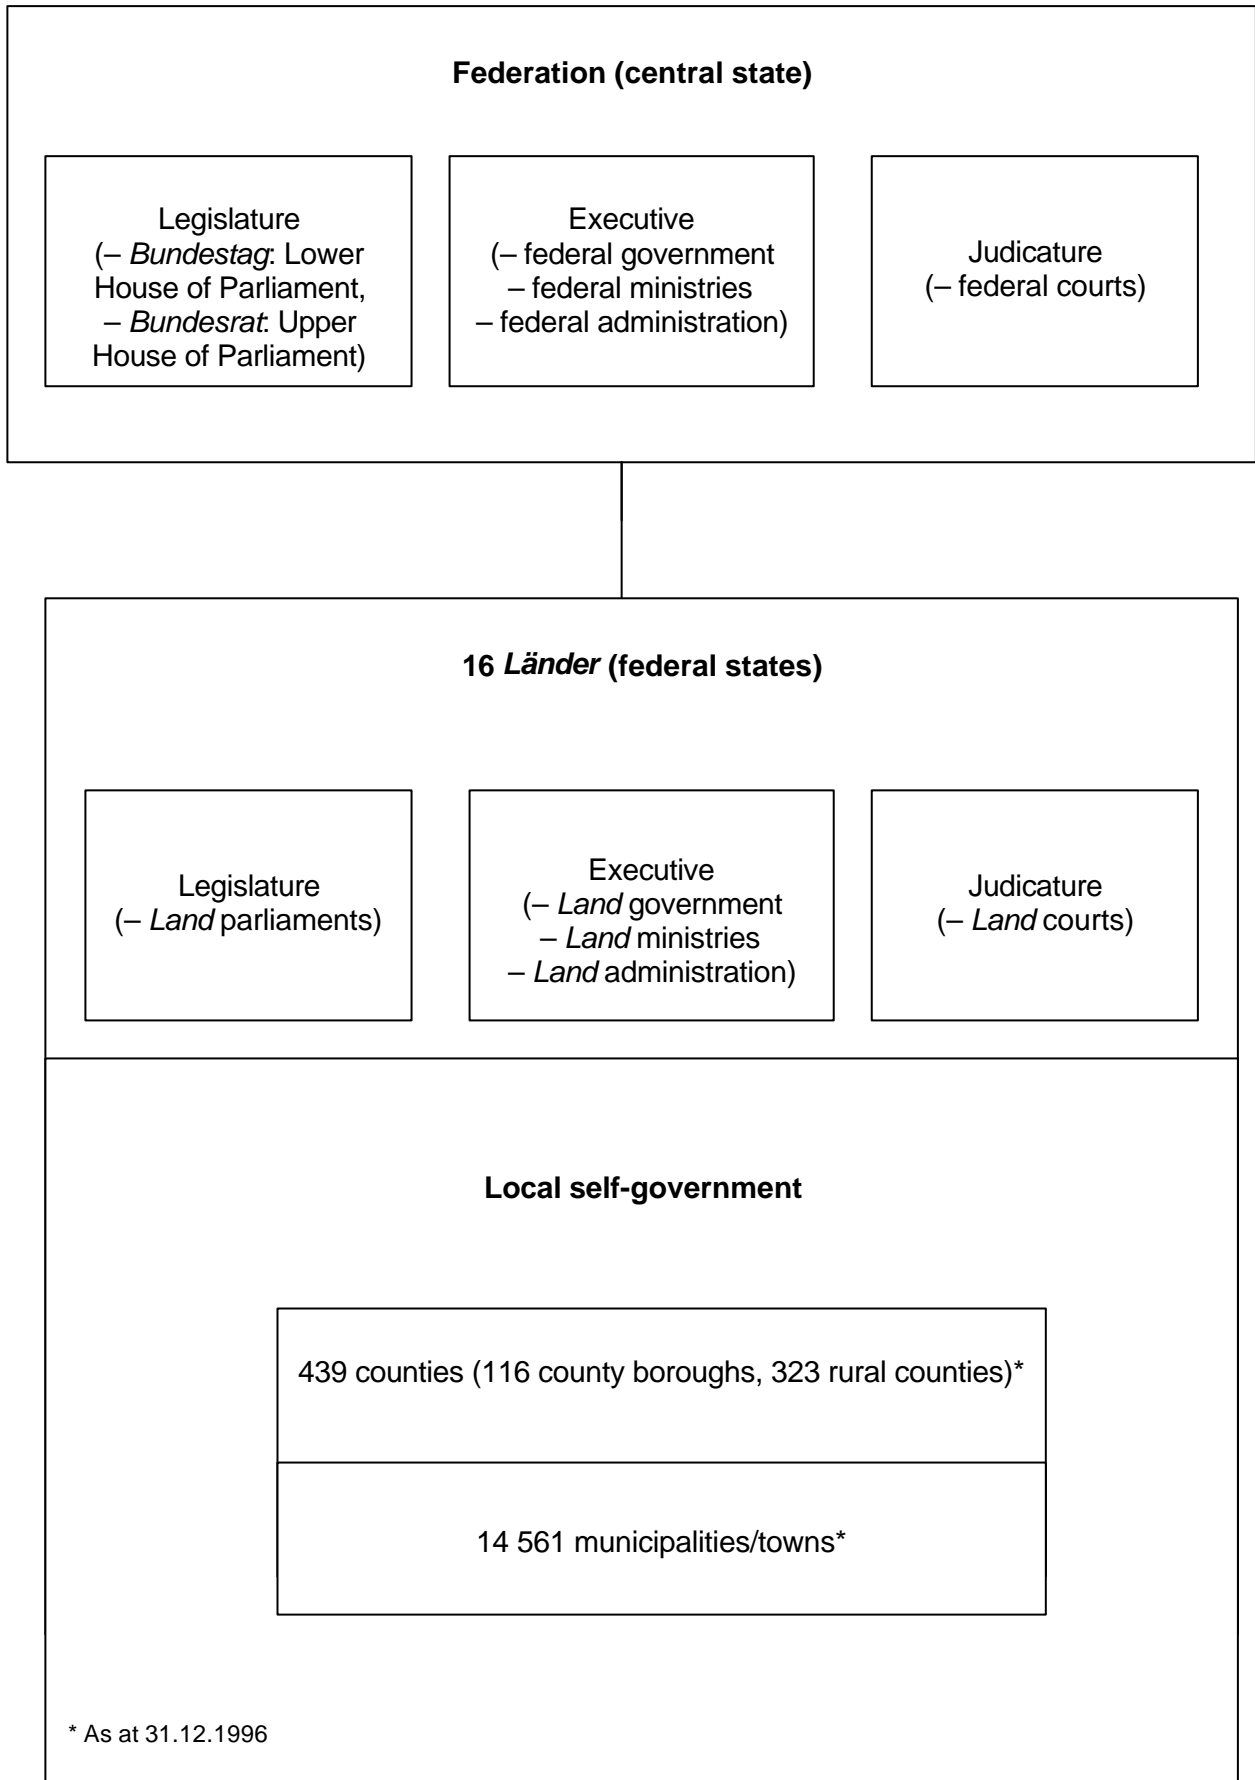 Federation (central state)
Legislature
(– Bundestag: Lower
House of Parliament,
– Bundesrat: Upper
House of Parliament)
Executive
(– federal government
– federal ministries
– federal administration)
Judicature
(– federal courts)
16 Länder (federal states)
Legislature
(– Land parliaments)
Executive
(– Land government
– Land ministries
– Land administration)
Judicature
(– Land courts)
Local self-government
439 counties (116 county boroughs, 323 rural counties)*
14 561 municipalities/towns*
* As at 31.12.1996